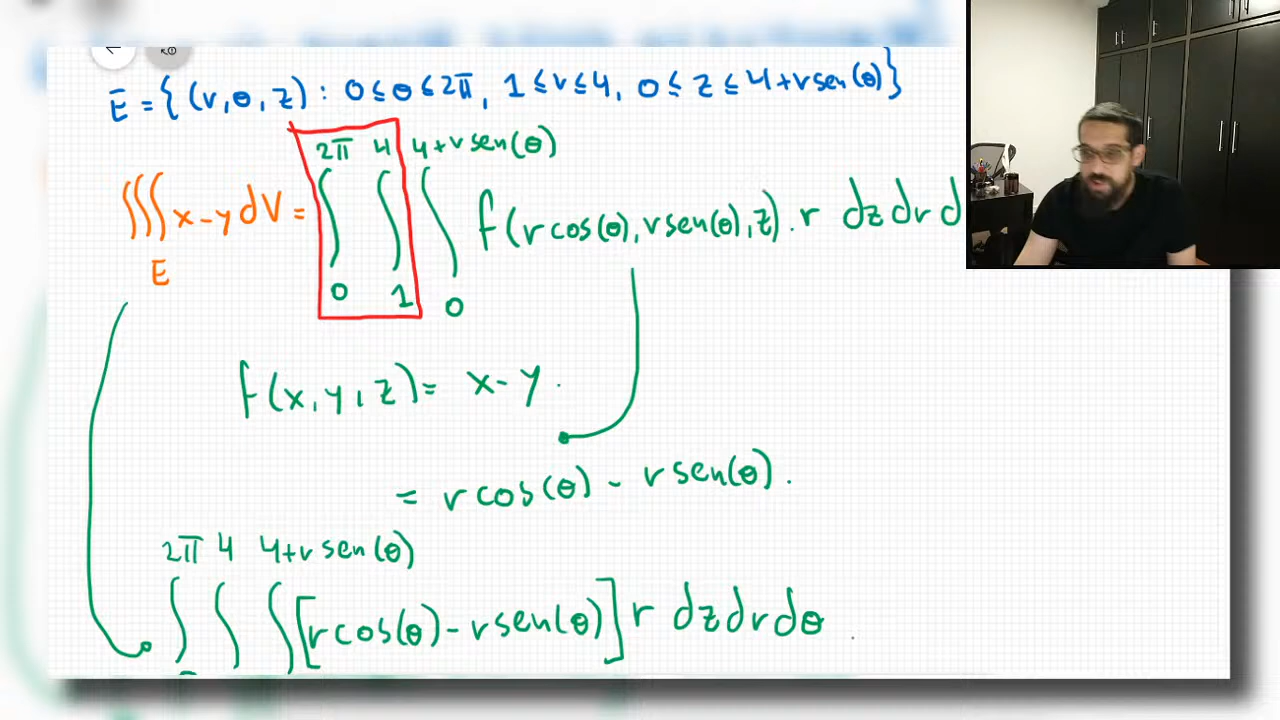 E = {(r, θ, z) : 0 ≤ θ ≤ 2π, 1 ≤ r ≤ 4, 0 ≤ z ≤ 4 + r sen(θ)}
2π 4 4 + r sen(θ)
∭ x - y dV = ∫ ∫ ∫ f(r cos(θ), r sen(θ), z) . r dz dr d
E 0 1 0
f(x, y, z) = x - y .
= r cos(θ) - r sen(θ) .
2π 4 4 + r sen(θ)
∫ ∫ ∫ [r cos(θ) - r sen(θ)] r dz dr dθ